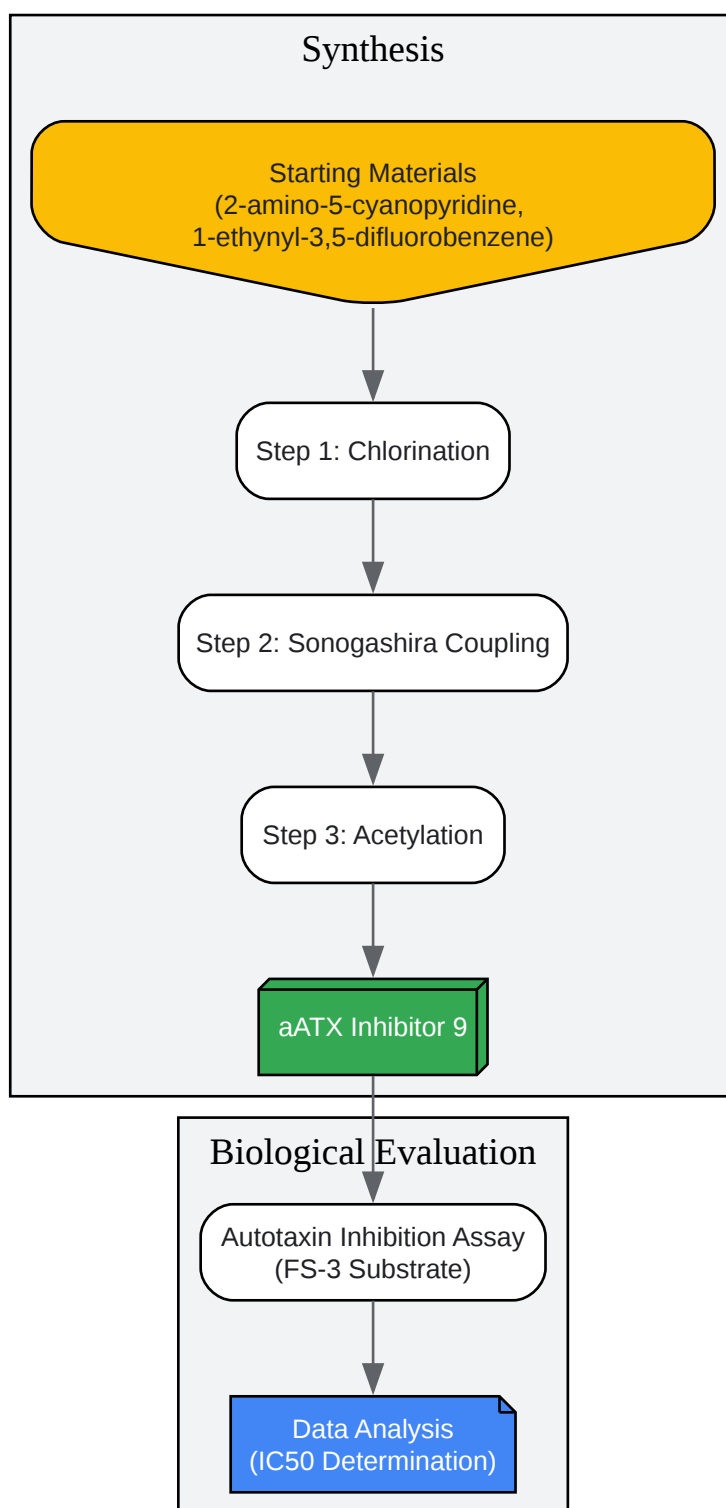 Synthesis
Starting Materials
(2-amino-5-cyanopyridine,
1-ethynyl-3,5-difluorobenzene)
Step 1: Chlorination
Step 2: Sonogashira Coupling
Step 3: Acetylation
aATX Inhibitor 9
Biological Evaluation
Autotaxin Inhibition Assay
(FS-3 Substrate)
Data Analysis
(IC50 Determination)